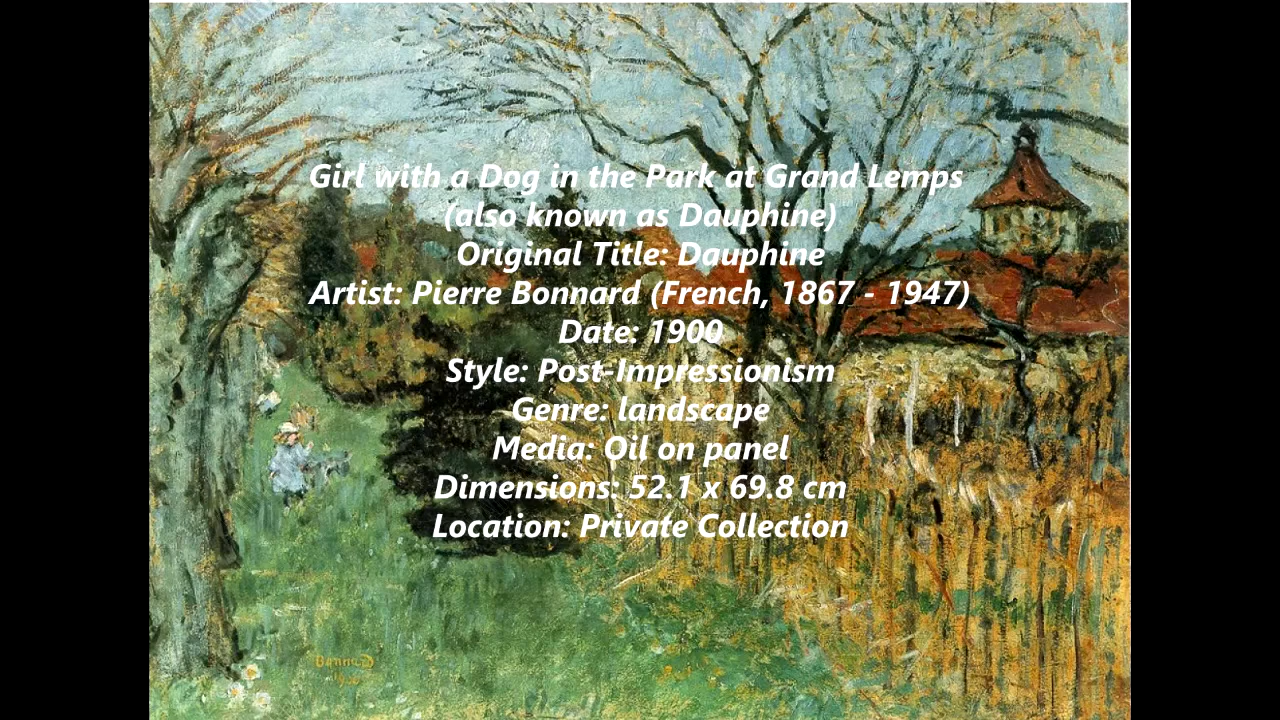 Girl with a Dog in the Park at Grand Lemps
(also known as Dauphine)
Original Title: Dauphine
Artist: Pierre Bonnard (French, 1867 - 1947)
Date: 1900
Style: Post-Impressionism
Genre: landscape
Media: Oil on panel
Dimensions: 52.1 x 69.8 cm
Location: Private Collection